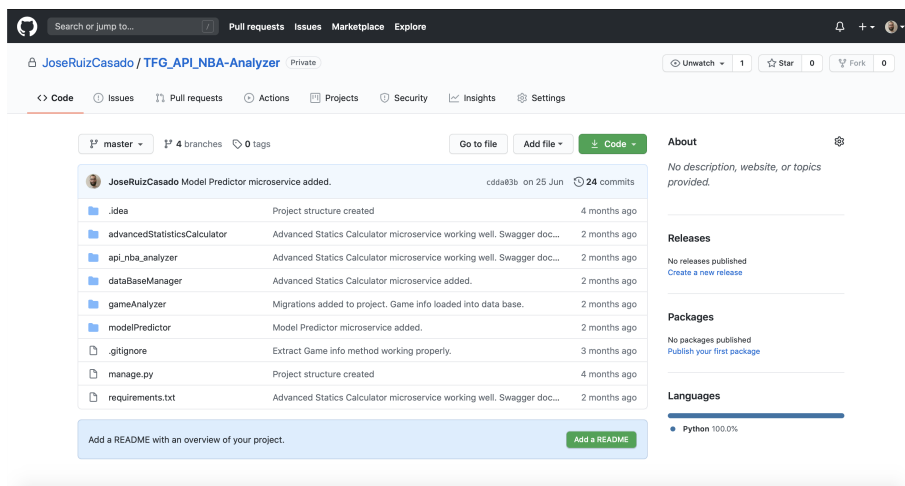 Search or jump to... / Pull requests Issues Marketplace Explore
JoseRuizCasado / TFG_API_NBA-Analyzer Private Unwatch 1 Star 0 Fork 0
Code Issues Pull requests Actions Projects Security Insights Settings
master 4 branches 0 tags Go to file Add file Code
JoseRuizCasado Model Predictor microservice added. cdda03b on 25 Jun 24 commits
.idea Project structure created 4 months ago
advancedStatisticsCalculator Advanced Statics Calculator microservice working well. Swagger doc... 2 months ago
api_nba_analyzer Advanced Statics Calculator microservice working well. Swagger doc... 2 months ago
dataBaseManager Advanced Statics Calculator microservice added. 2 months ago
gameAnalyzer Migrations added to project. Game info loaded into data base. 2 months ago
modelPredictor Model Predictor microservice added. 2 months ago
.gitignore Extract Game info method working properly. 3 months ago
manage.py Project structure created 4 months ago
requirements.txt Advanced Statics Calculator microservice working well. Swagger doc... 2 months ago
Add a README with an overview of your project. Add a README
About
No description, website, or topics
provided.
Releases
No releases published
Create a new release
Packages
No packages published
Publish your first package
Languages
Python 100.0%